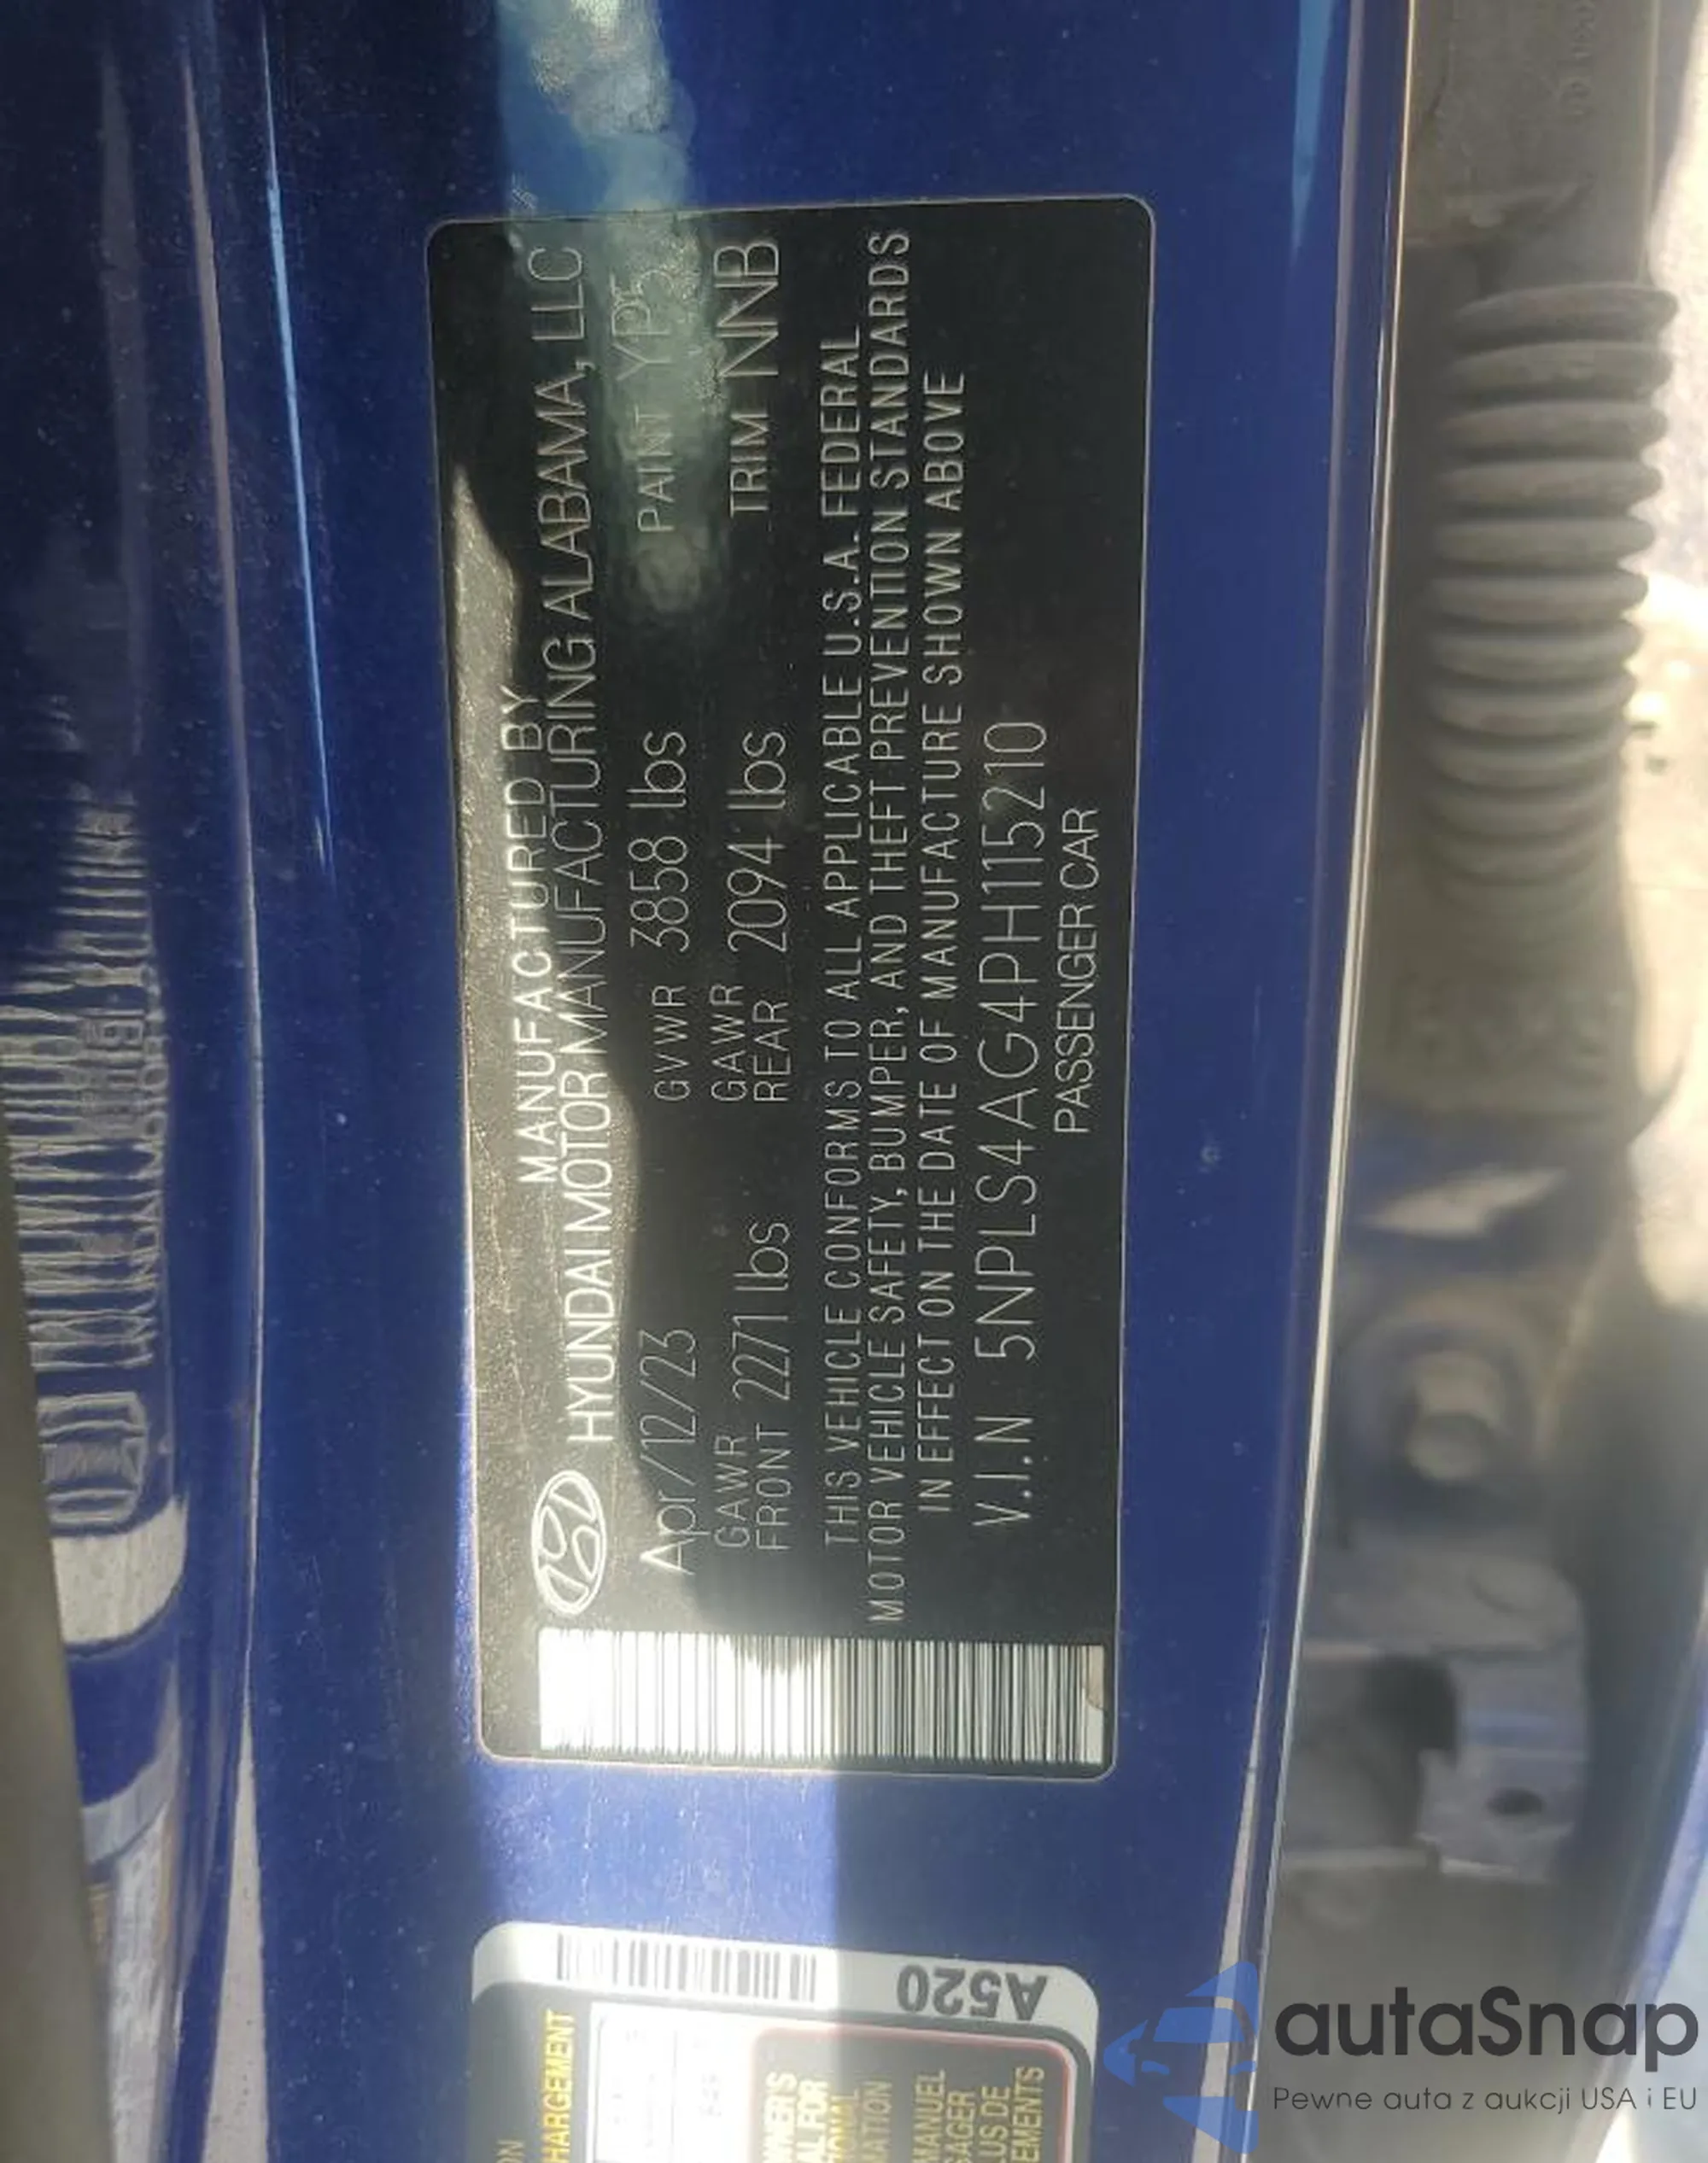 MANUFACTURED BY
HYUNDAI MOTOR MANUFACTURING ALABAMA, LLC
Apr/12/23 GVWR 3858 lbs PAINT
GAWR FRONT 2271 lbs GAWR REAR 2094 lbs TRIM NNB
THIS VEHICLE CONFORMS TO ALL APPLICABLE U.S.A. FEDERAL
MOTOR VEHICLE SAFETY, BUMPER, AND THEFT PREVENTION STANDARDS
IN EFFECT ON THE DATE OF MANUFACTURE SHOWN ABOVE
V.I.N 5NPLS4AG4PH115210
PASSENGER CAR
A520
autaSnap
Pewne auta z aukcji USA i EU